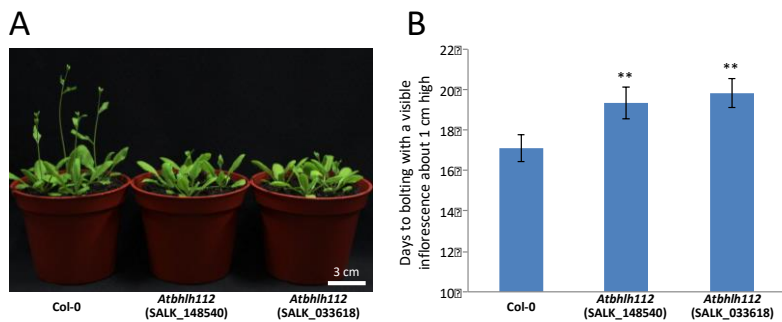 A
3 cm
Col-0
Atbhlh112
(SALK_148540)
Atbhlh112
(SALK_033618)
B
Days to bolting with a visible
inflorescence about 1 cm high
22
20
18
16
14
12
10
**
**
Col-0
Atbhlh112
(SALK_148540)
Atbhlh112
(SALK_033618)